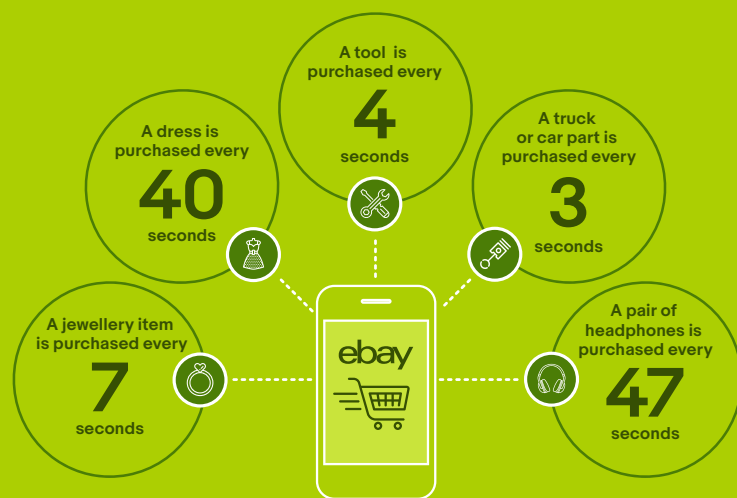 A tool is
purchased every
4
seconds
A dress is
purchased every
40
seconds
A truck
or car part is
purchased every
3
seconds
A jewellery item
is purchased every
7
seconds
ebay
A pair of
headphones is
purchased every
47
seconds